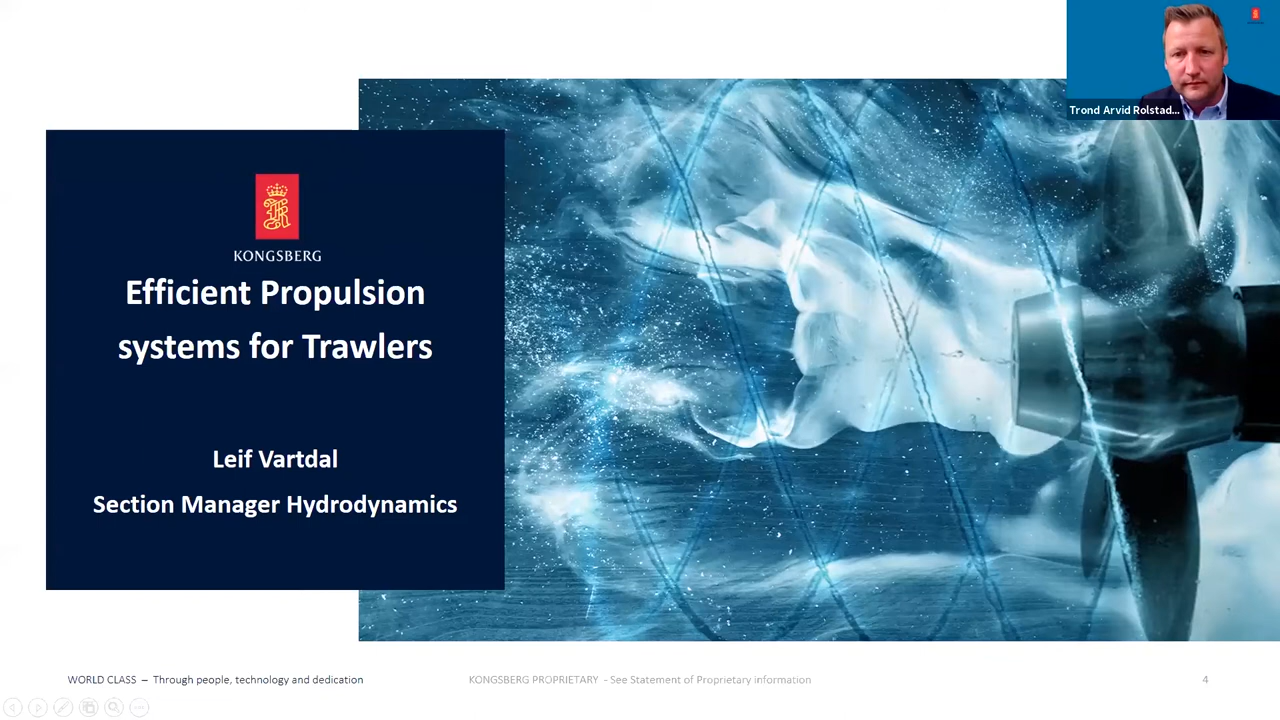 Trond Arvid Rolstad...
KONGSBERG
Efficient Propulsion
systems for Trawlers
Leif Vartdal
Section Manager Hydrodynamics
WORLD CLASS – Through people, technology and dedication
KONGSBERG PROPRIETARY - See Statement of Proprietary information
4